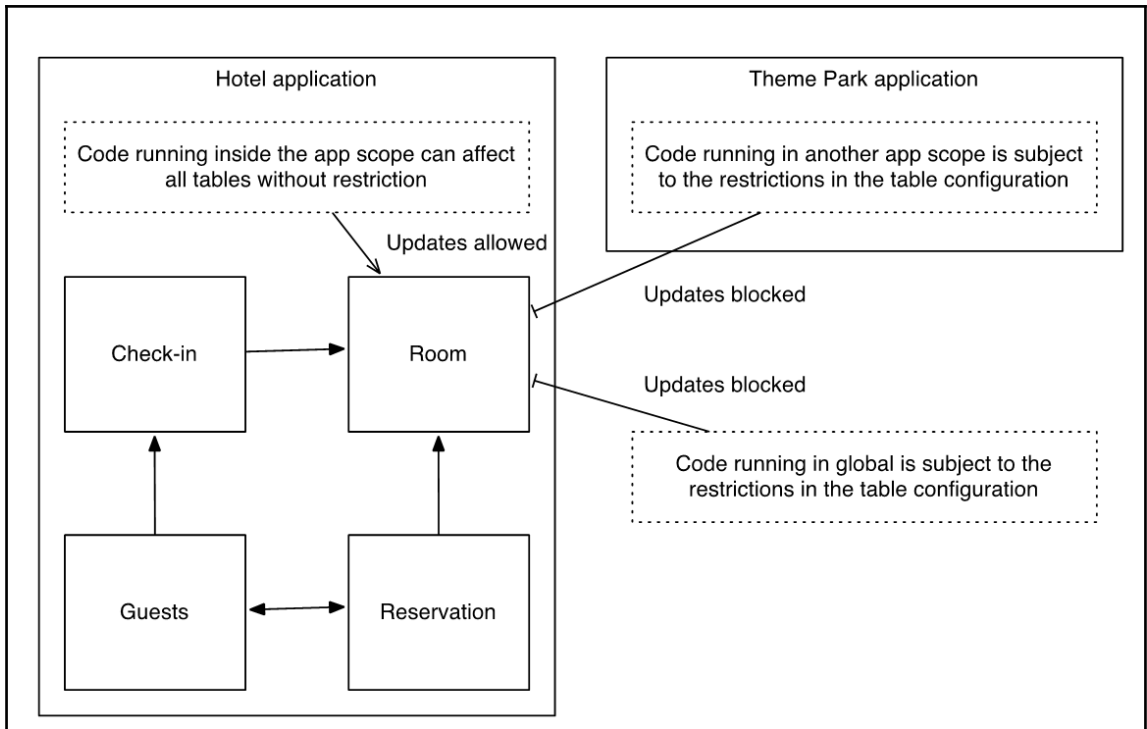 Hotel application
Code running inside the app scope can affect
all tables without restriction
Updates allowed
Check-in
Room
Guests
Reservation
Theme Park application
Code running in another app scope is subject
to the restrictions in the table configuration
Updates blocked
Updates blocked
Code running in global is subject to the
restrictions in the table configuration